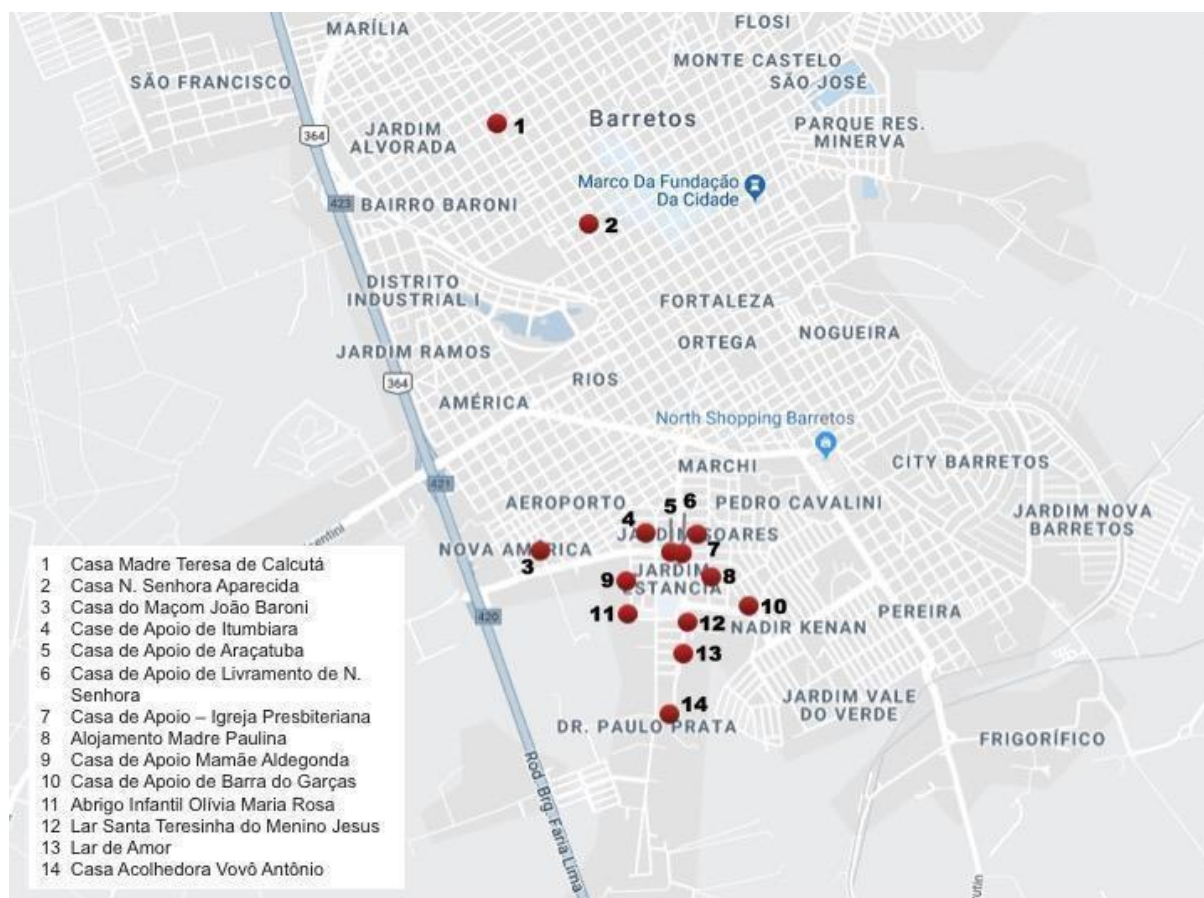 FLOSI
MARÍLIA
MONTE CASTELO
SÃO FRANCISCO
SÃO JOSÉ
Barretos
1
364
JARDIM
ALVORADA
PARQUE RES.
MINERVA
Marco Da Fundação
Da Cidade
423
BAIRRO BARONI
2
DISTRITO
INDUSTRIAL I
FORTALEZA
NOGUEIRA
ORTEGA
JARDIM RAMOS
RIOS
364
AMÉRICA
North Shopping Barretos
MARCHI
CITY BARRETOS
421
AEROPORTO
5
6
PEDRO CAVALINI
JARDIM NOVA
BARRETOS
4
JARDIM SOARES
NOVA AMÉRICA
3
7
JARDIM
ESTANCIA
8
9
10
11
PEREIRA
420
12
NADIR KENAN
13
JARDIM VALE
DO VERDE
14
DR. PAULO PRATA
FRIGORÍFICO
Rod. Brg. Faria Lima
1 Casa Madre Teresa de Calcutá
2 Casa N. Senhora Aparecida
3 Casa do Maçom João Baroni
4 Case de Apoio de Itumbiara
5 Casa de Apoio de Araçatuba
6 Casa de Apoio de Livramento de N.
Senhora
7 Casa de Apoio – Igreja Presbiteriana
8 Alojamento Madre Paulina
9 Casa de Apoio Mamãe Aldegonda
10 Casa de Apoio de Barra do Garças
11 Abrigo Infantil Olívia Maria Rosa
12 Lar Santa Teresinha do Menino Jesus
13 Lar de Amor
14 Casa Acolhedora Vovô Antônio